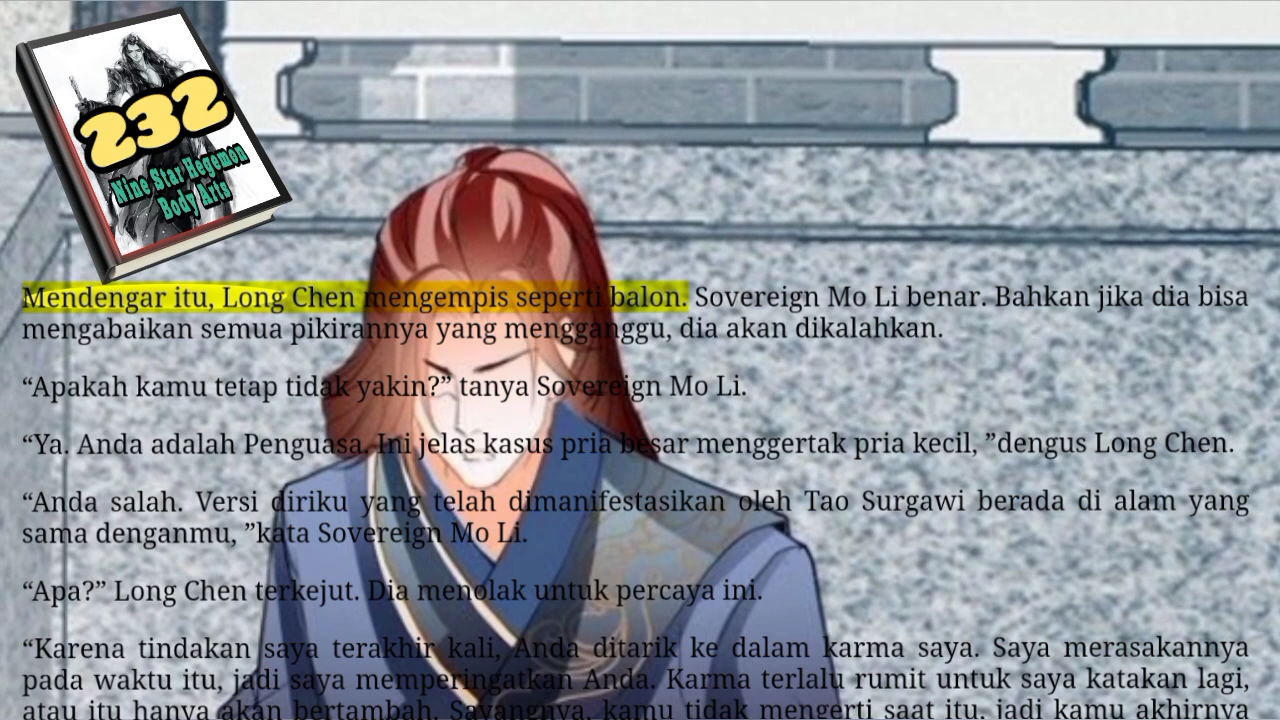 232
Nine Star Hegemon
Body Arts
Mendengar itu, Long Chen mengempis seperti balon. Sovereign Mo Li benar. Bahkan jika dia bisa
mengabaikan semua pikirannya yang mengganggu, dia akan dikalahkan.
“Apakah kamu tetap tidak yakin?” tanya Sovereign Mo Li.
“Ya. Anda adalah Penguasa. Ini jelas kasus pria besar menggertak pria kecil, ”dengus Long Chen.
“Anda salah. Versi diriku yang telah dimanifestasikan oleh Tao Surgawi berada di alam yang
sama denganmu, ”kata Sovereign Mo Li.
“Apa?” Long Chen terkejut. Dia menolak untuk percaya ini.
“Karena tindakan saya terakhir kali, Anda ditarik ke dalam karma saya. Saya merasakannya
pada waktu itu, jadi saya memperingatkan Anda. Karma terlalu rumit untuk saya katakan lagi,
atau itu hanya akan bertambah. Sayangnya, kamu tidak mengerti saat itu, jadi kamu akhirnya